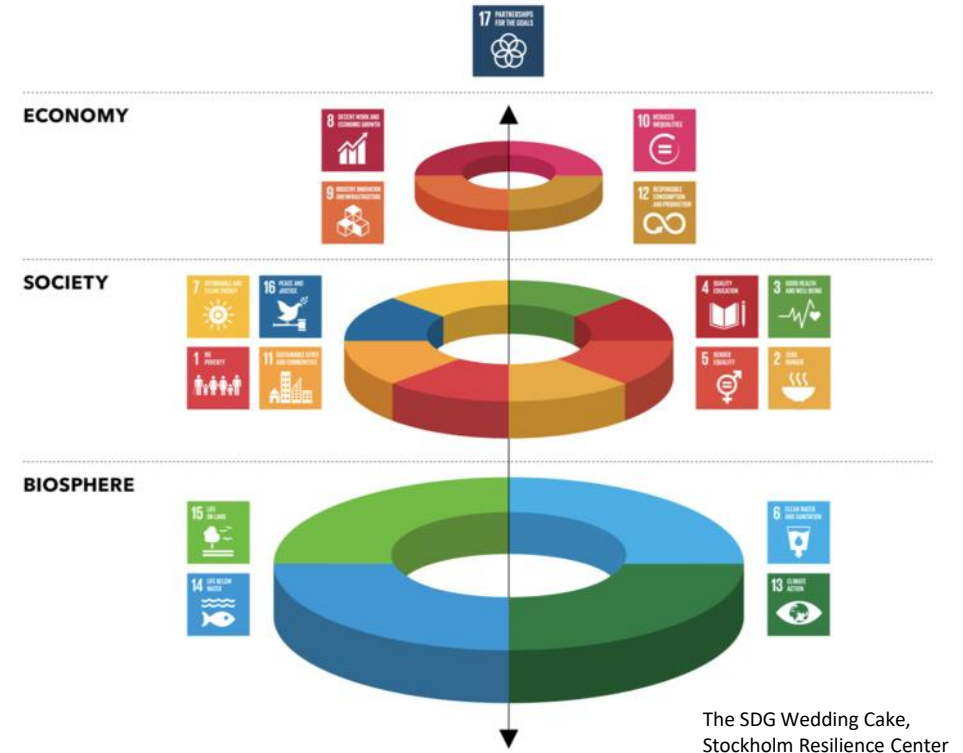 17 PARTNERSHIPS
FOR THE GOALS
ECONOMY
8 DECENT WORK AND
ECONOMIC GROWTH
10 REDUCED
INEQUALITIES
9 INDUSTRY, INNOVATION
AND INFRASTRUCTURE
12 RESPONSIBLE
CONSUMPTION
AND PRODUCTION
SOCIETY
7 AFFORDABLE AND
CLEAN ENERGY
16 PEACE AND
JUSTICE
4 QUALITY
EDUCATION
3 GOOD HEALTH
AND WELL-BEING
1 NO
POVERTY
11 SUSTAINABLE CITIES
AND COMMUNITIES
5 GENDER
EQUALITY
2 ZERO
HUNGER
BIOSPHERE
15 LIFE
ON LAND
6 CLEAN WATER
AND SANITATION
14 LIFE BELOW
WATER
13 CLIMATE
ACTION
The SDG Wedding Cake,
Stockholm Resilience Center